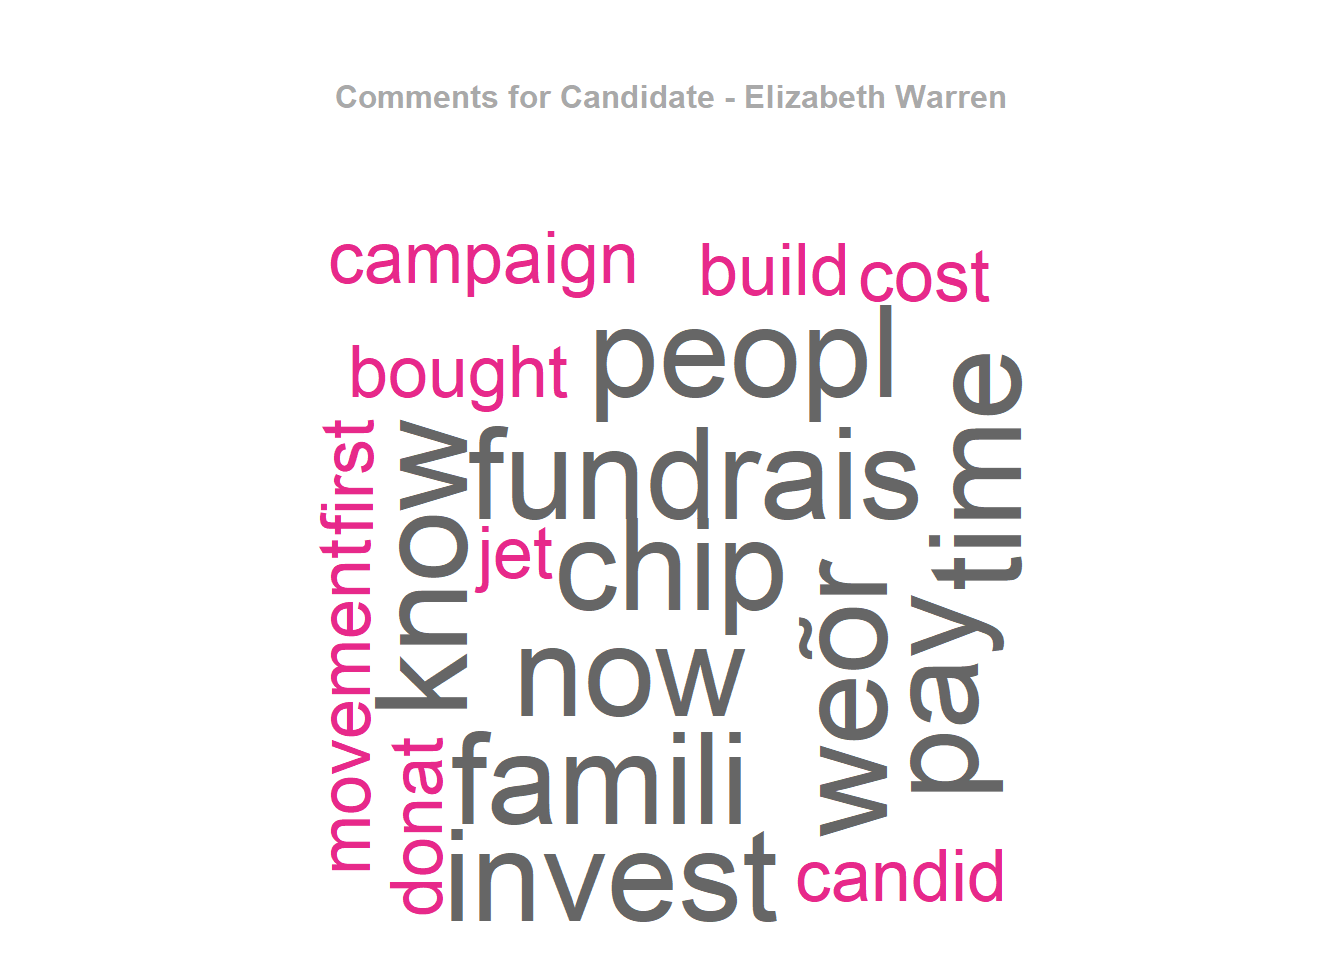 Comments for Candidate - Elizabeth Warren
campaign
build
cost
peopl
bought
time
first
know
fundrais
jet
chip
movement
weõr
pay
now
donat
famili
invest
candid